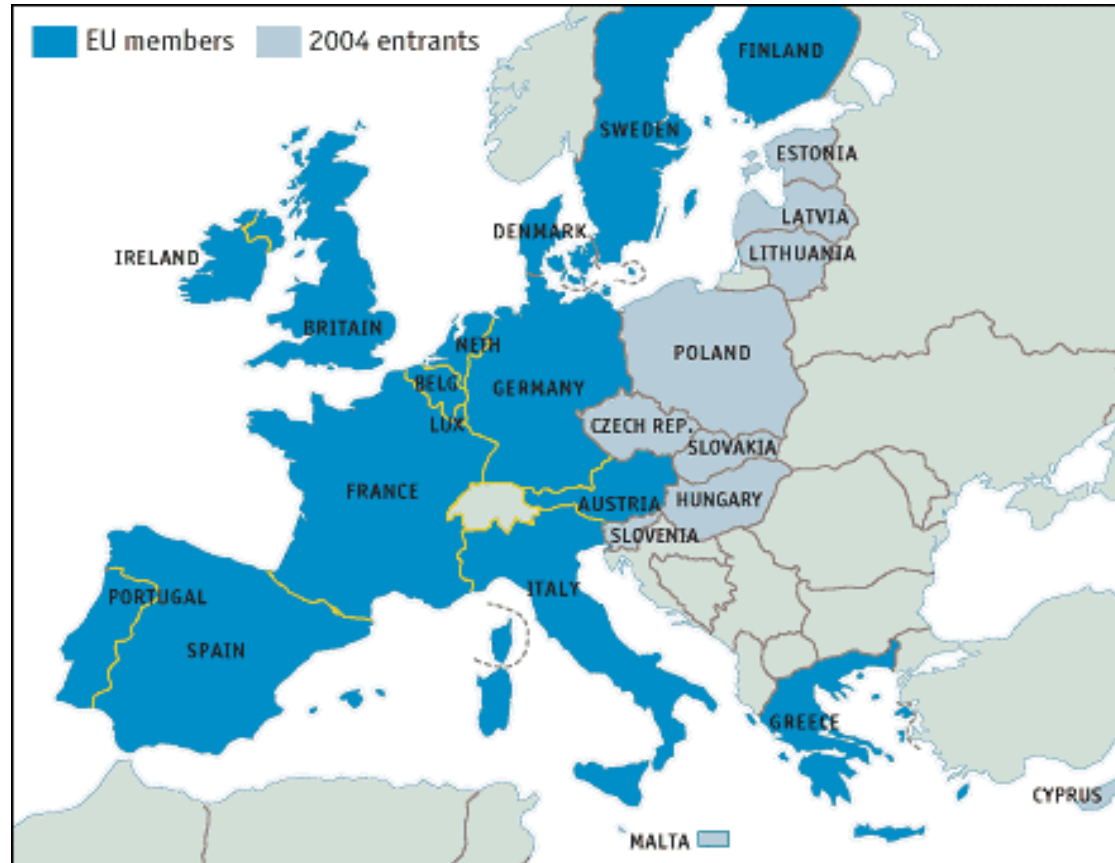 EU members
2004 entrants
FINLAND
SWEDEN
ESTONIA
LATVIA
DENMARK
LITHUANIA
IRELAND
BRITAIN
NETH
POLAND
BELG
GERMANY
LUX
CZECH REP.
SLOVAKIA
FRANCE
AUSTRIA
HUNGARY
SLOVENIA
ITALY
PORTUGAL
SPAIN
GREECE
CYPRUS
MALTA